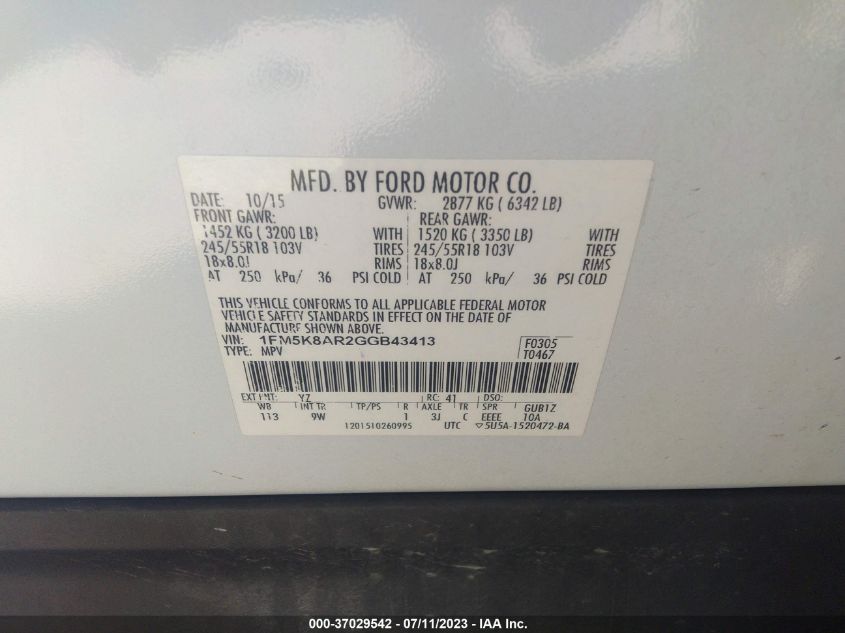 MFD. BY FORD MOTOR CO.
DATE: 10/15 GVWR: 2877 KG ( 6342 LB)
FRONT GAWR: REAR GAWR:
1452 KG ( 3200 LB) WITH 1520 KG ( 3350 LB) WITH
245/55R18 103V TIRES 245/55R18 103V TIRES
18x8.0J RIMS 18x8.0J RIMS
AT 250 kPa/ 36 PSI COLD AT 250 kPa/ 36 PSI COLD
THIS VEHICLE CONFORMS TO ALL APPLICABLE FEDERAL MOTOR
VEHICLE SAFETY STANDARDS IN EFFECT ON THE DATE OF
MANUFACTURE SHOWN ABOVE.
VIN: 1FM5K8AR2GGB43413 F0305
TYPE: MPV T0467
EXT PNT: YZ RC: 41 DSO:
WB INT TR TP/PS R AXLE TR SPR GUB1Z
113 9W 1 3J C EEEE 10A
1201510260995 UTC ▽5U5A-1520472-BA
000-37029542 - 07/11/2023 - IAA Inc.